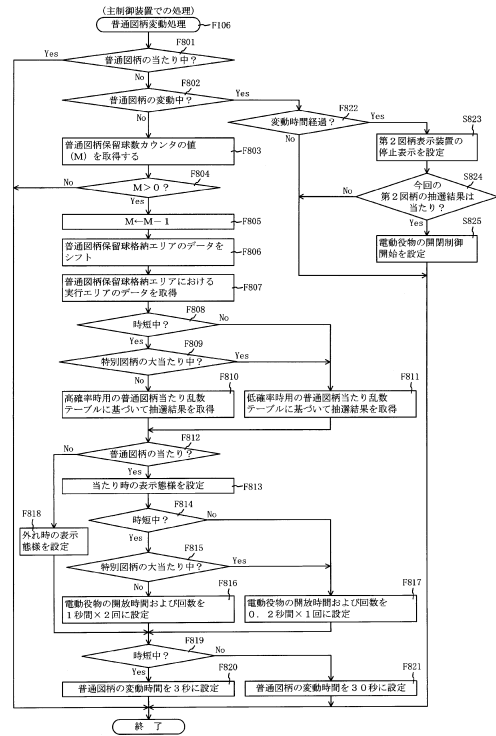 (主制御装置での処理)
普通図柄変動処理
F106
F801
普通図柄の当たり中?
Yes
No
F802
普通図柄の変動中?
Yes
No
F822
変動時間経過?
Yes
No
S823
第2図柄表示装置の
停止表示を設定
S824
今回の
第2図柄の抽選結果は
当たり?
No
Yes
S825
電動役物の開閉制御
開始を設定
普通図柄保留球数カウンタの値
(M)を取得する
F803
F804
M>0?
No
Yes
M←M-1
F805
普通図柄保留球格納エリアのデータを
シフト
F806
普通図柄保留球格納エリアにおける
実行エリアのデータを取得
F807
F808
時短中?
No
Yes
F809
特別図柄の大当たり中?
Yes
No
F810
高確率時用の普通図柄当たり乱数
テーブルに基づいて抽選結果を取得
F811
低確率時用の普通図柄当たり乱数
テーブルに基づいて抽選結果を取得
F812
普通図柄の当たり?
No
Yes
当たり時の表示態様を設定
F813
F814
時短中?
No
Yes
F818
外れ時の表示
態様を設定
F815
特別図柄の大当たり中?
Yes
No
F816
電動役物の開放時間および回数を
1秒間×2回に設定
F817
電動役物の開放時間および回数を
0.2秒間×1回に設定
F819
時短中?
No
Yes
F820
普通図柄の変動時間を3秒に設定
F821
普通図柄の変動時間を30秒に設定
終了